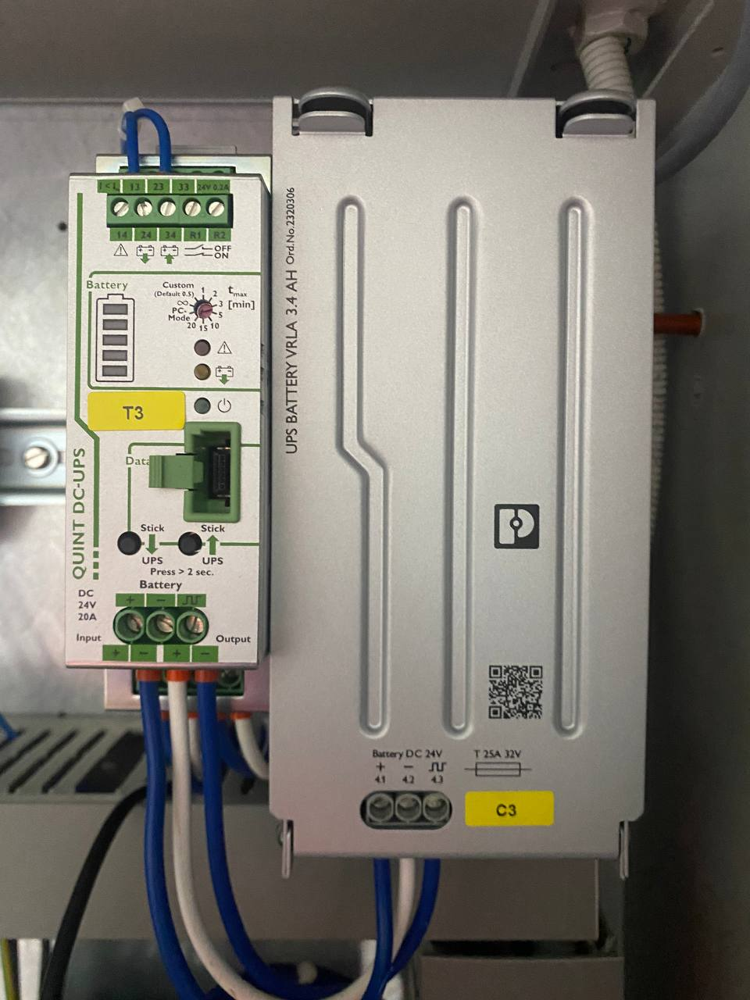 13 23 33 24V 0.2A
14 24 34 R1 R2
OFF
ON
Battery
Custom
(Default 0.5)
1
2
3
5
10
15
20
∞
PC-
Mode
t max
[min]
T3
Data
QUINT DC-UPS
Stick
UPS
Stick
UPS
Press > 2 sec.
Battery
+ −
DC
24V
20A
Input
Output
+ − + −
UPS BATTERY VRLA 3.4 AH Ord.No.2320306
Battery DC 24V
+ −
4.1 4.2 4.3
T 25A 32V
C3